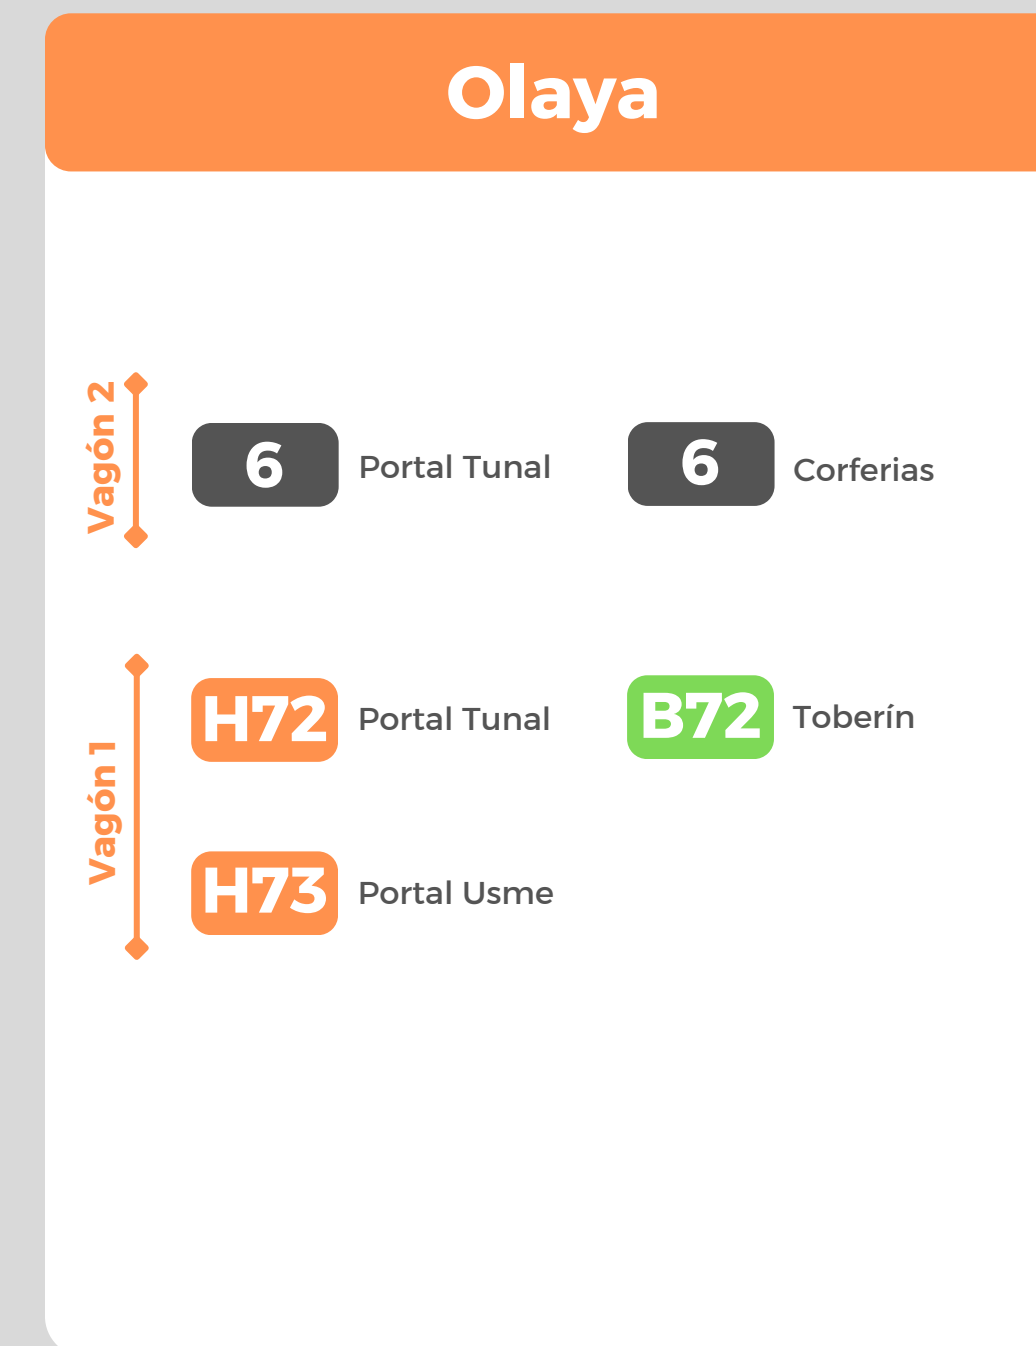 Olaya
Vagón 2
6 Portal Tunal 6 Corferias
Vagón 1
H72 Portal Tunal B72 Toberín
H73 Portal Usme